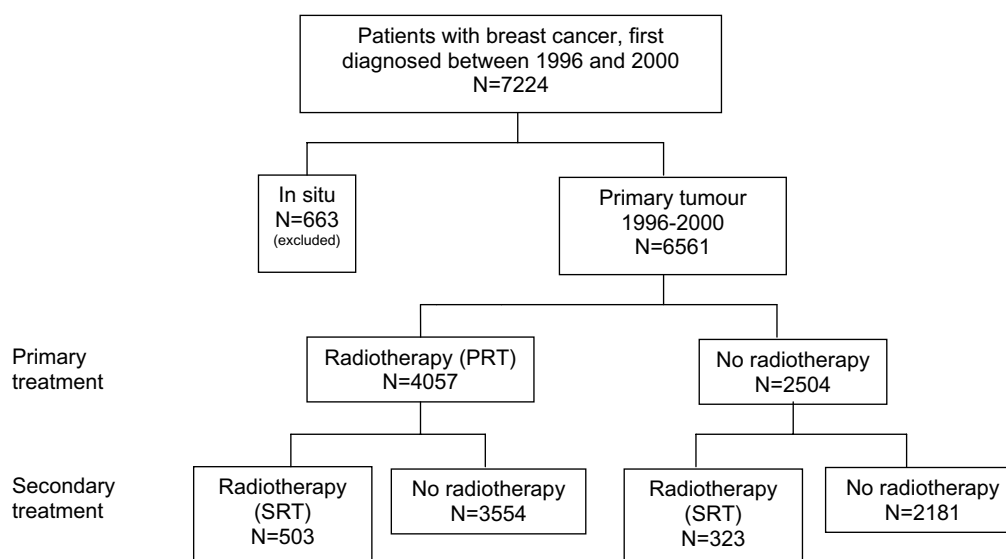 Patients with breast cancer, first
diagnosed between 1996 and 2000
N=7224
In situ
N=663
(excluded)
Primary tumour
1996-2000
N=6561
Primary
treatment
Radiotherapy (PRT)
N=4057
No radiotherapy
N=2504
Secondary
treatment
Radiotherapy
(SRT)
N=503
No radiotherapy
N=3554
Radiotherapy
(SRT)
N=323
No radiotherapy
N=2181